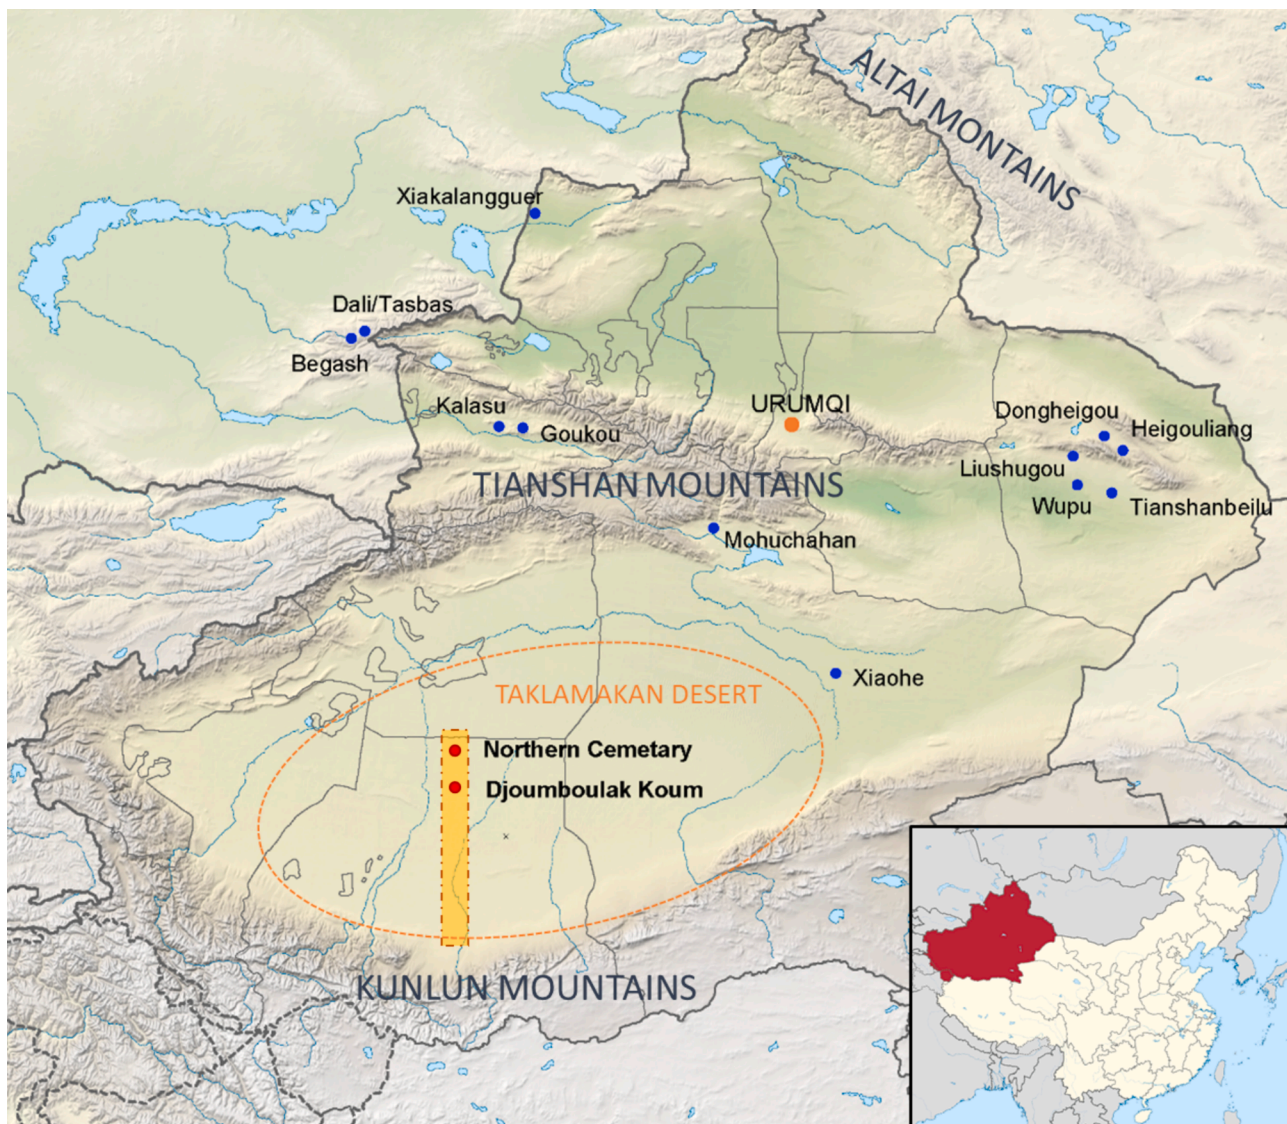 ALTAI MONTAINS
Xiakalangguer
Dali/Tasbas
Begash
Kalasu
Goukou
URUMQI
Dongheigou
Heigouliang
Liushugou
Wupu
Tianshanbeilu
TIANSHAN MOUNTAINS
Mohuchahan
Xiaohe
TAKLAMAKAN DESERT
Northern Cemetary
Djoumboulak Koum
KUNLUN MOUNTAINS